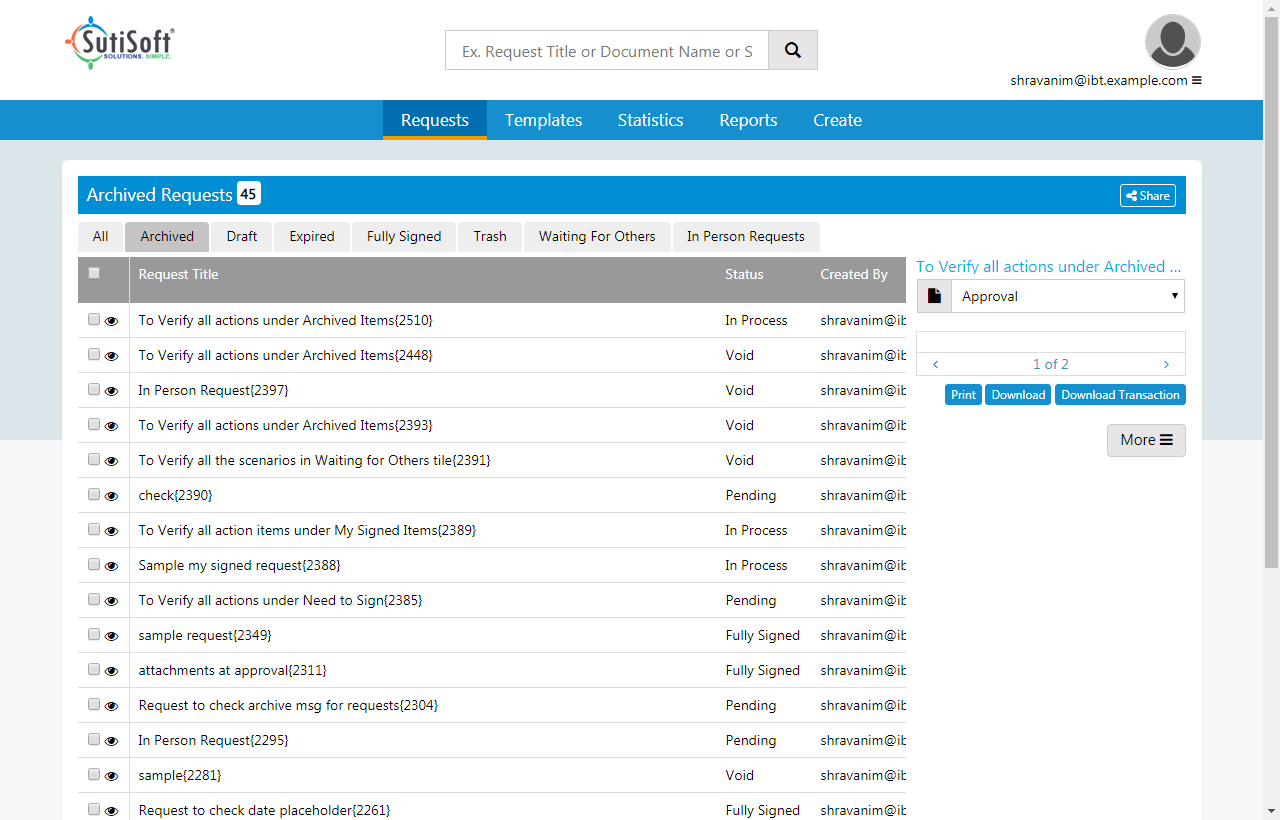 SutiSoft®
SOLUTIONS. SIMPLE.
Ex. Request Title or Document Name or S
shravanim@ibt.example.com
Requests Templates Statistics Reports Create
Archived Requests 45
Share
All Archived Draft Expired Fully Signed Trash Waiting For Others In Person Requests
Request Title Status Created By
To Verify all actions under Archived Items{2510} In Process shravanim@ib
To Verify all actions under Archived Items{2448} Void shravanim@ib
In Person Request{2397} Void shravanim@ib
To Verify all actions under Archived Items{2393} Void shravanim@ib
To Verify all the scenarios in Waiting for Others tile{2391} Void shravanim@ib
check{2390} Pending shravanim@ib
To Verify all action items under My Signed Items{2389} In Process shravanim@ib
Sample my signed request{2388} In Process shravanim@ib
To Verify all actions under Need to Sign{2385} Pending shravanim@ib
sample request{2349} Fully Signed shravanim@ib
attachments at approval{2311} Fully Signed shravanim@ib
Request to check archive msg for requests{2304} Pending shravanim@ib
In Person Request{2295} Pending shravanim@ib
sample{2281} Void shravanim@ib
Request to check date placeholder{2261} Fully Signed shravanim@ib
To Verify all actions under Archived ...
Approval
1 of 2
Print Download Download Transaction
More